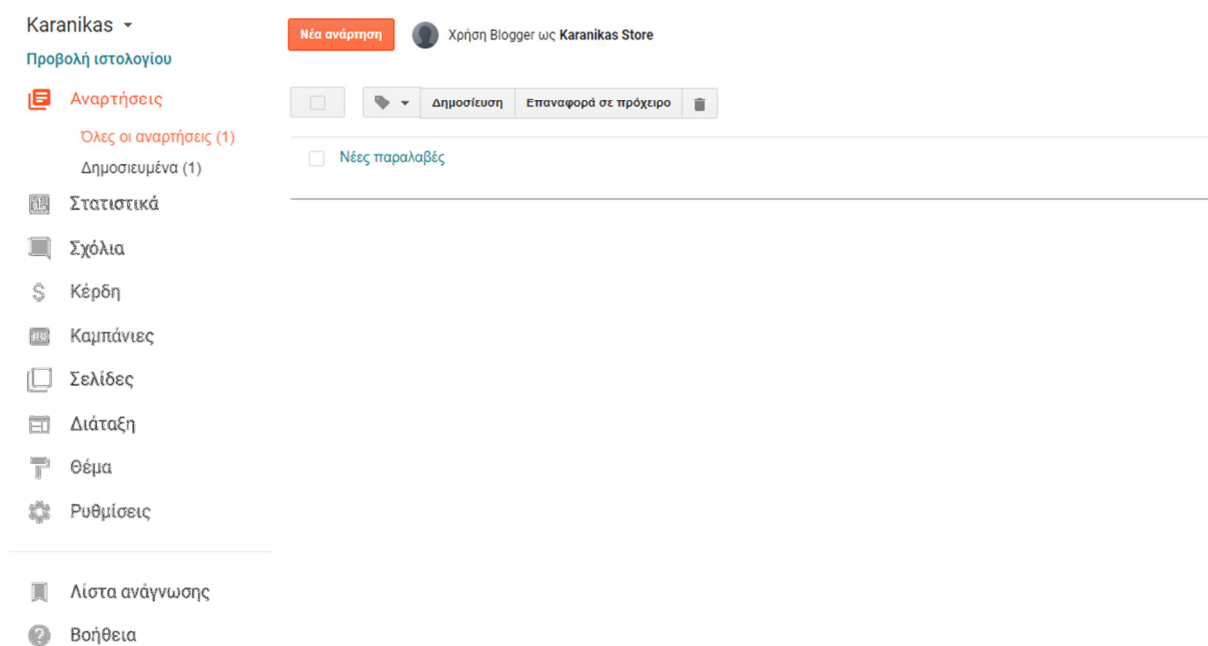 Karanikas
Προβολή ιστολογίου
Αναρτήσεις
Όλες οι αναρτήσεις (1)
Δημοσιευμένα (1)
Στατιστικά
Σχόλια
Κέρδη
Καμπάνιες
Σελίδες
Διάταξη
Θέμα
Ρυθμίσεις
Λίστα ανάγνωσης
Βοήθεια
Νέα ανάρτηση
Χρήση Blogger ως Karanikas Store
Δημοσίευση Επαναφορά σε πρόχειρο
Νέες παραλαβές